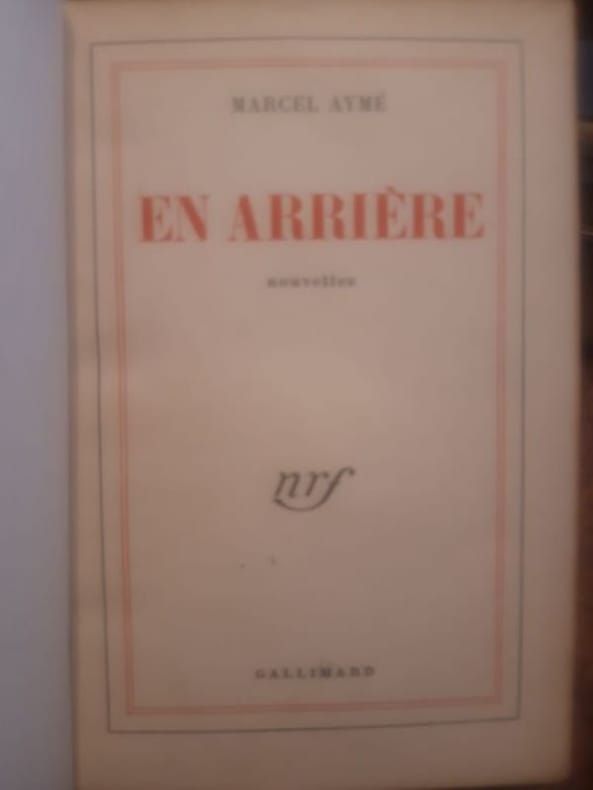 MARCEL AYMÉ
EN ARRIÈRE
nouvelles
nrf
GALLIMARD